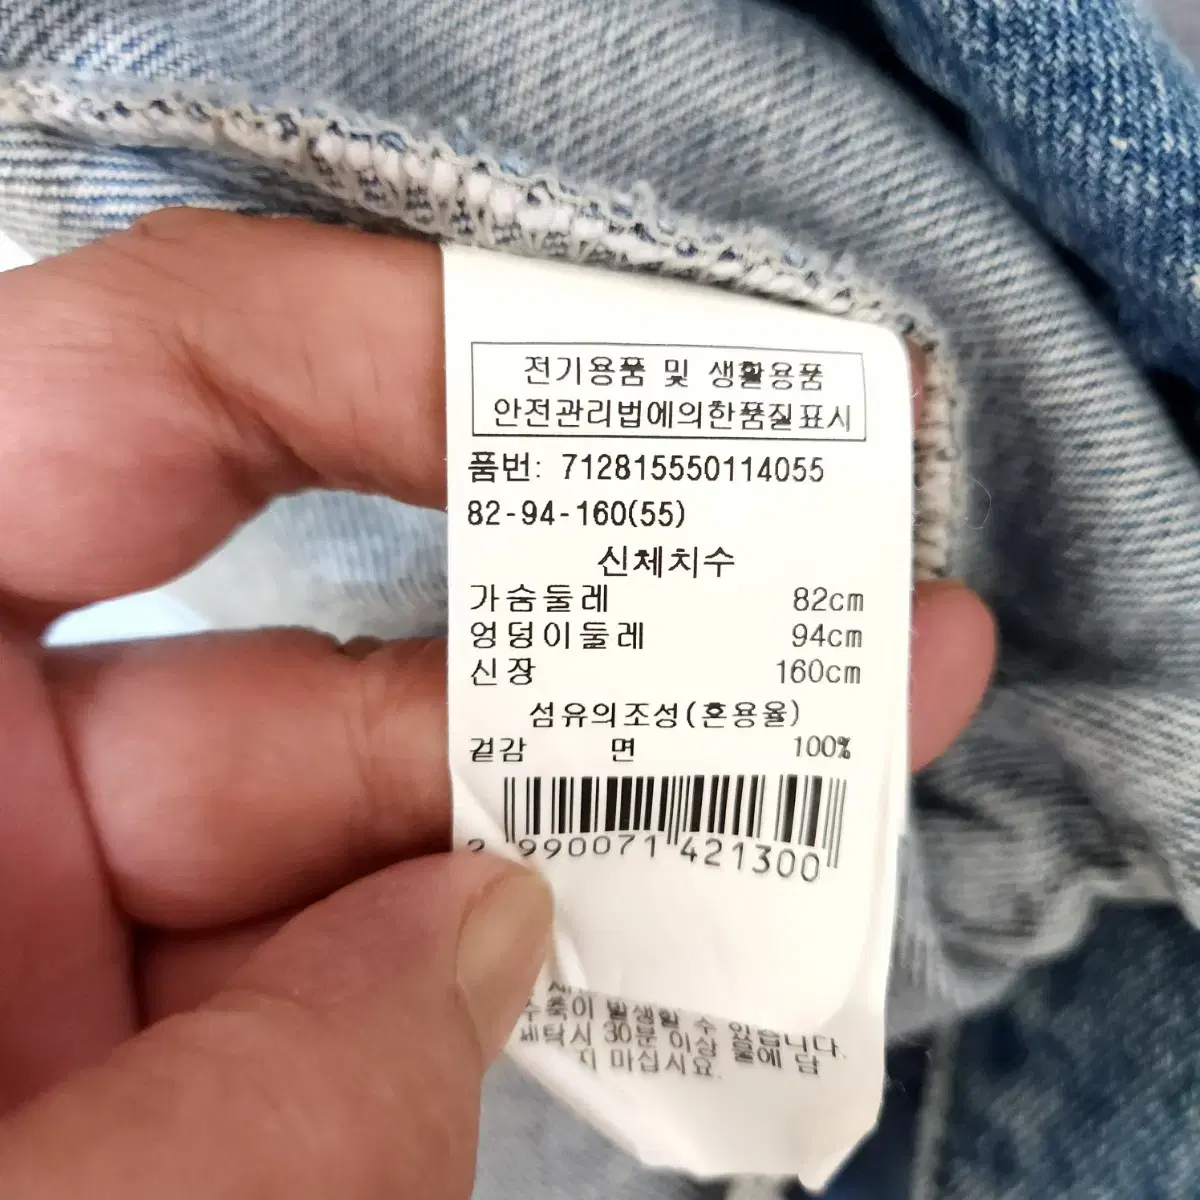 전기용품 및 생활용품
안전관리법에의한품질표시
품번: 712815550114055
82-94-160(55)
신체치수
가슴둘레 82cm
엉덩이둘레 94cm
신장 160cm
섬유의조성(혼용율)
겉감 면 100%
990071 421300
수축이 발생할 수 있습니다.
세탁시 30분 이상 물에 담
지 마십시요.